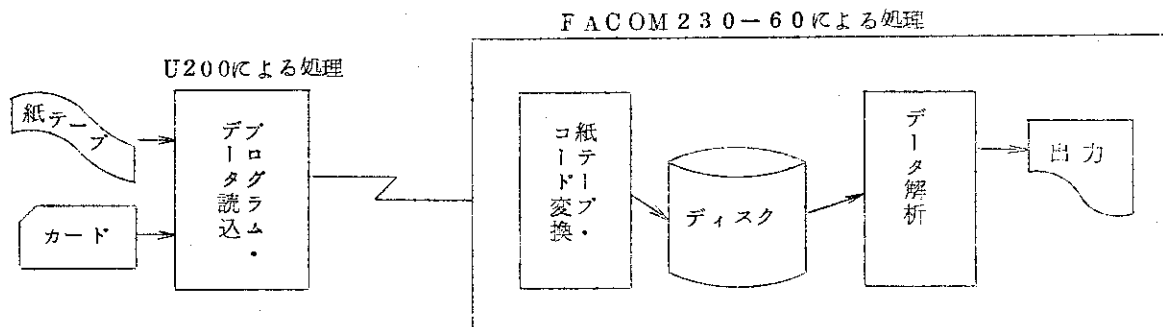 FACOM230-60による処理
U200による処理
紙テープ
カード
プログラム・
データ読込
紙テープ・
コード変換
ディスク
データ解析
出力